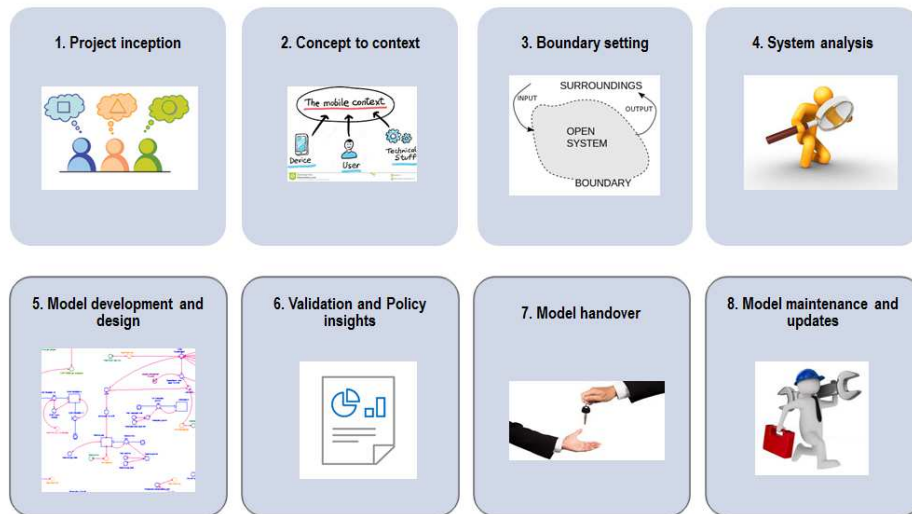 1. Project inception
2. Concept to context
3. Boundary setting
4. System analysis
The mobile context
Device
User
Technical
Stuff
SURROUNDINGS
INPUT
OUTPUT
OPEN
SYSTEM
BOUNDARY
5. Model development and
design
6. Validation and Policy
insights
7. Model handover
8. Model maintenance and
updates